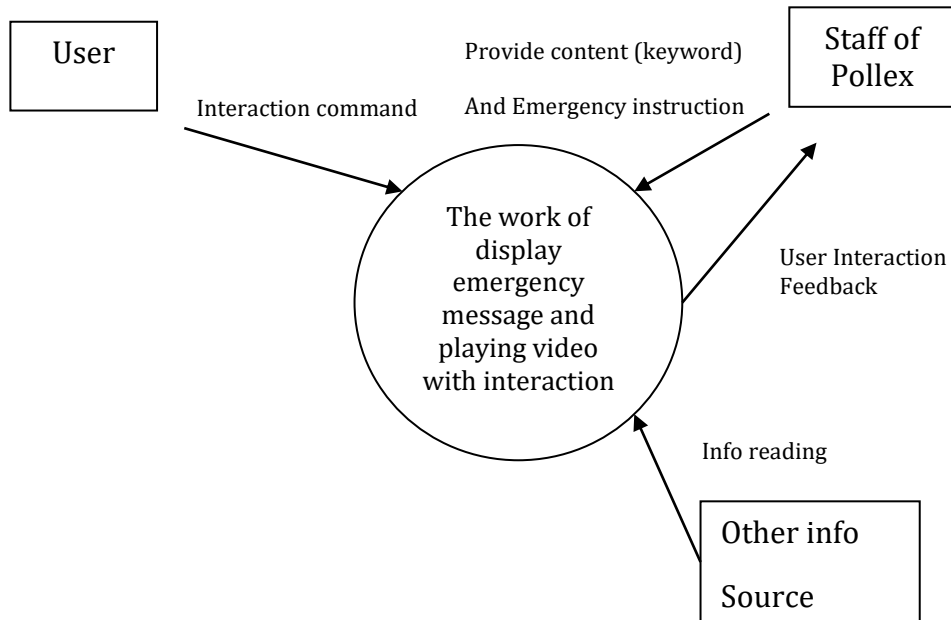 User
Interaction command
Provide content (keyword)
And Emergency instruction
Staff of
Pollex
The work of
display
emergency
message and
playing video
with interaction
User Interaction
Feedback
Info reading
Other info
Source